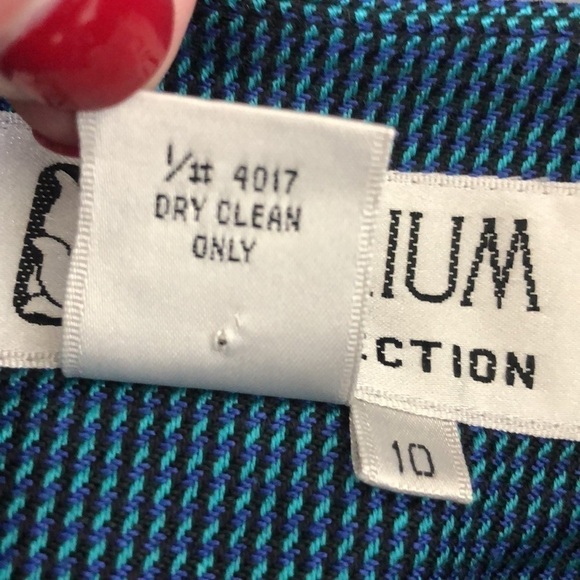 1/# 4017
DRY CLEAN
ONLY
IUM
CTION
10